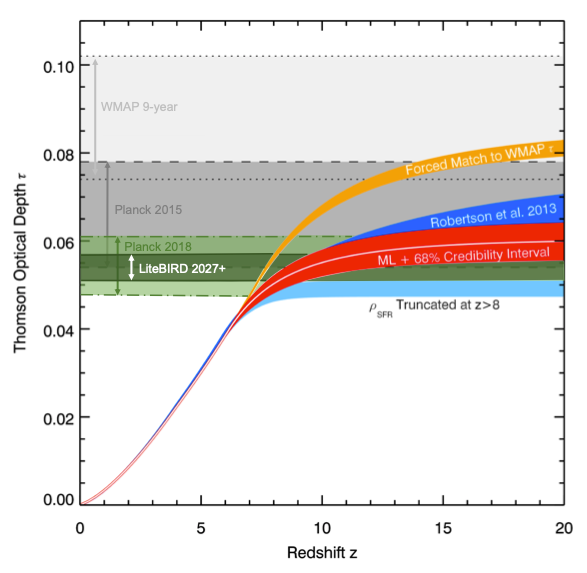 0.10
WMAP 9-year
0.08
Forced Match to WMAP τ
Planck 2015
Robertson et al. 2013
0.06
Planck 2018
LiteBIRD 2027+
ML + 68% Credibility Interval
ρSFR Truncated at z>8
0.04
0.02
0.00
Thomson Optical Depth τ
0
5
10
15
20
Redshift z